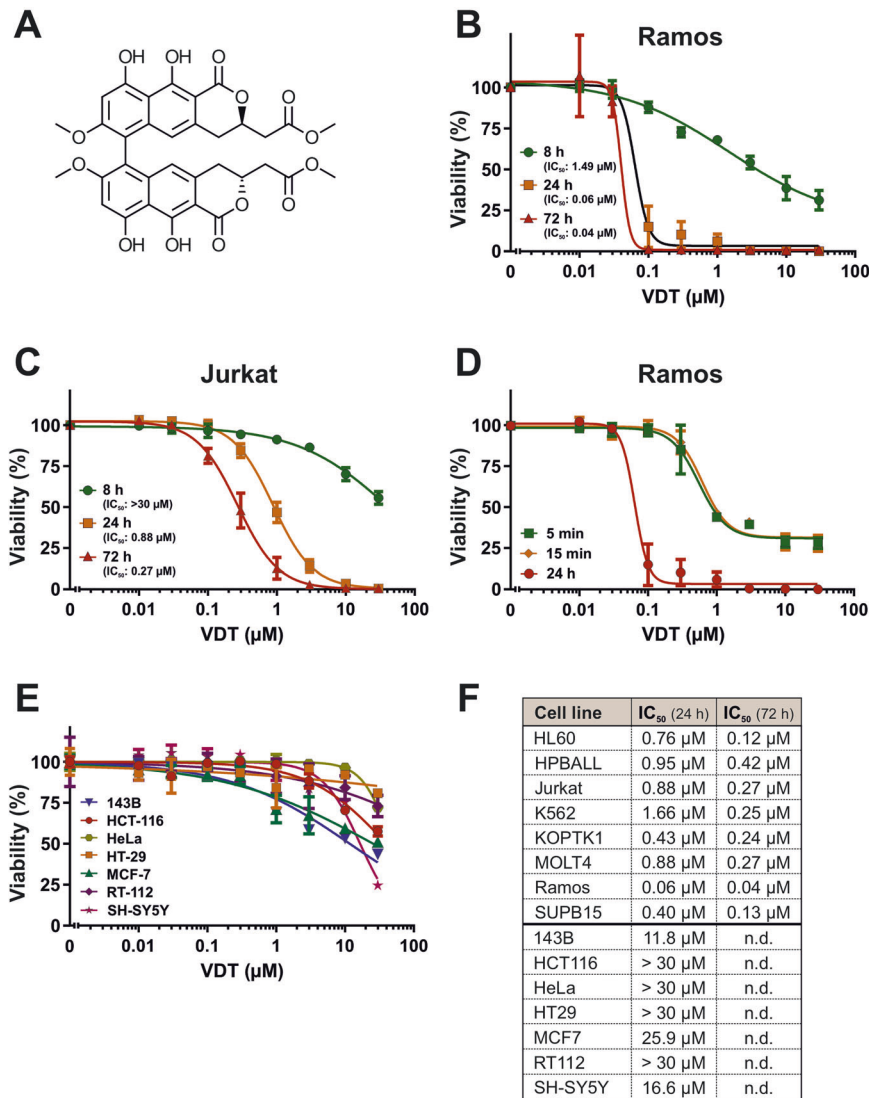 A
OH OH O
O
O
O
O
O
O
O
O
O
OH OH O
B
Ramos
Viability (%)
100
75
50
25
0
8 h
(IC50: 1.49 µM)
24 h
(IC50: 0.06 µM)
72 h
(IC50: 0.04 µM)
0 0.01 0.1 1 10 100
VDT (µM)
C
Jurkat
Viability (%)
100
75
50
25
0
8 h
(IC50: >30 µM)
24 h
(IC50: 0.88 µM)
72 h
(IC50: 0.27 µM)
0 0.01 0.1 1 10 100
VDT (µM)
D
Ramos
Viability (%)
100
75
50
25
0
5 min
15 min
24 h
0 0.01 0.1 1 10 100
VDT (µM)
E
Viability (%)
100
75
50
25
0
143B
HCT-116
HeLa
HT-29
MCF-7
RT-112
SH-SY5Y
0 0.01 0.1 1 10 100
VDT (µM)
F
Cell line IC50 (24 h) IC50 (72 h)
HL60 0.76 µM 0.12 µM
HPBALL 0.95 µM 0.42 µM
Jurkat 0.88 µM 0.27 µM
K562 1.66 µM 0.25 µM
KOPTK1 0.43 µM 0.24 µM
MOLT4 0.88 µM 0.27 µM
Ramos 0.06 µM 0.04 µM
SUPB15 0.40 µM 0.13 µM
143B 11.8 µM n.d.
HCT116 > 30 µM n.d.
HeLa > 30 µM n.d.
HT29 > 30 µM n.d.
MCF7 25.9 µM n.d.
RT112 > 30 µM n.d.
SH-SY5Y 16.6 µM n.d.